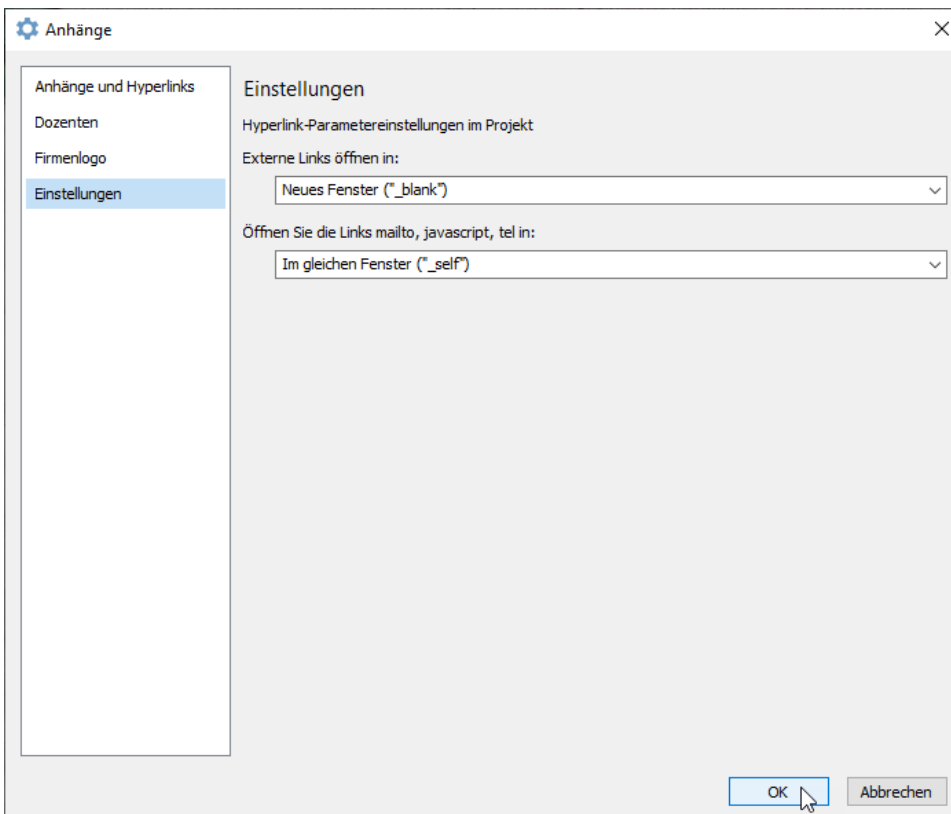 Anhänge
Anhänge und Hyperlinks
Dozenten
Firmenlogo
Einstellungen
Einstellungen
Hyperlink-Parametereinstellungen im Projekt
Externe Links öffnen in:
Neues Fenster ("_blank")
Öffnen Sie die Links mailto, javascript, tel in:
Im gleichen Fenster ("_self")
OK
Abbrechen